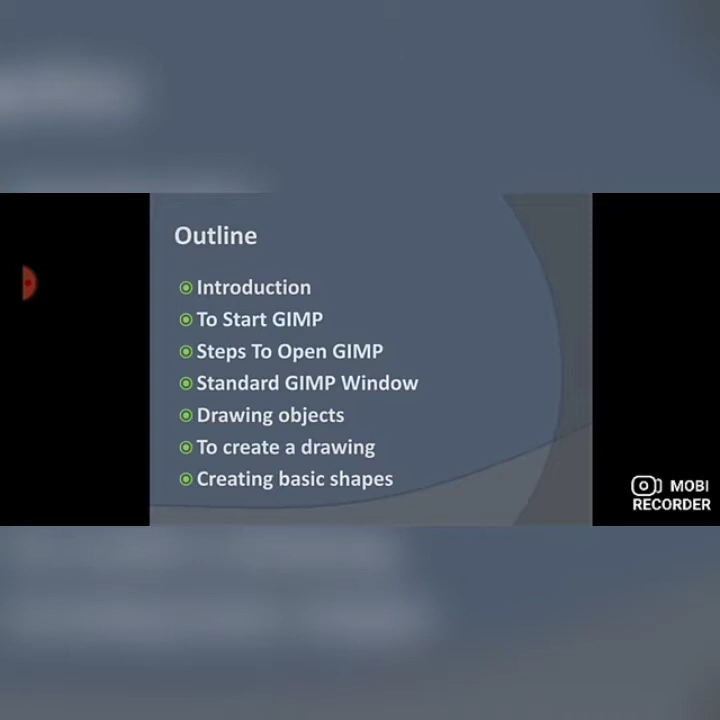 Outline
Introduction
To Start GIMP
Steps To Open GIMP
Standard GIMP Window
Drawing objects
To create a drawing
Creating basic shapes
MOBI
RECORDER